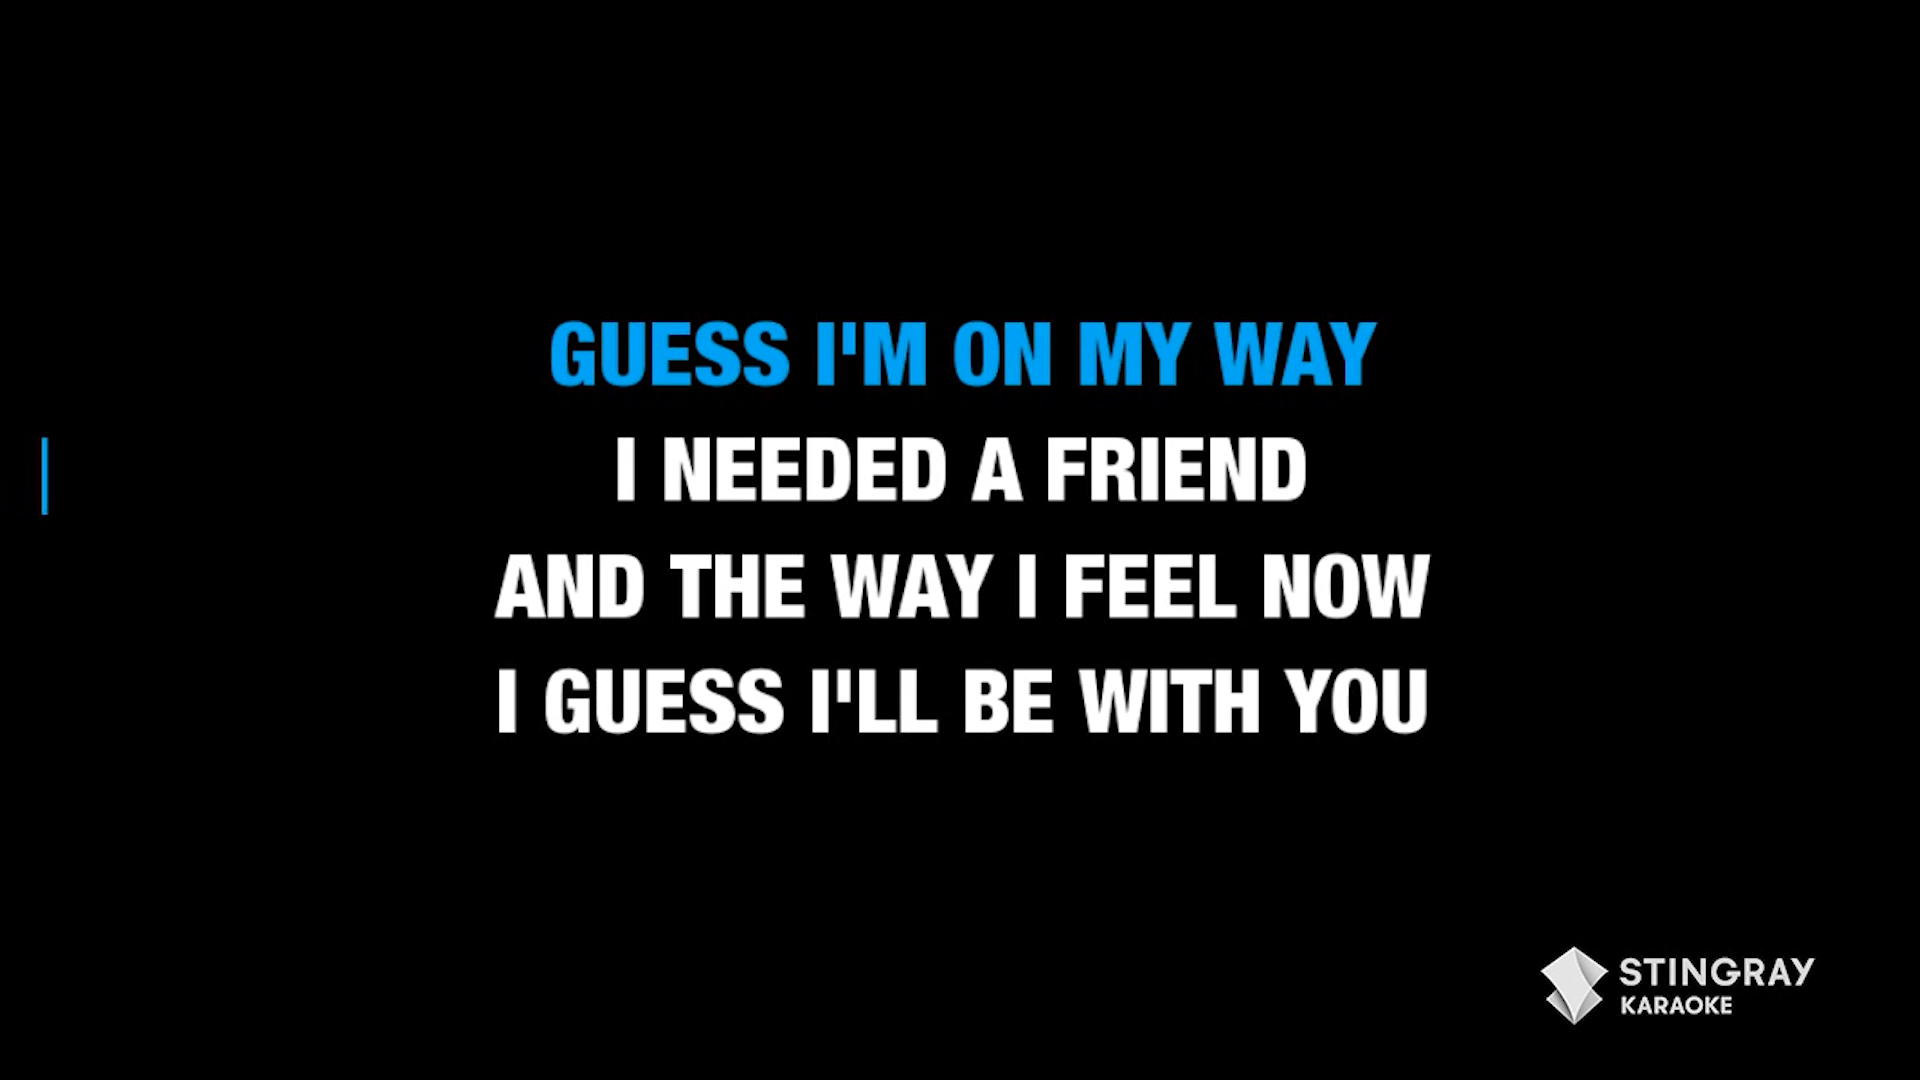 GUESS I'M ON MY WAY
I NEEDED A FRIEND
AND THE WAY I FEEL NOW
I GUESS I'LL BE WITH YOU
STINGRAY
KARAOKE